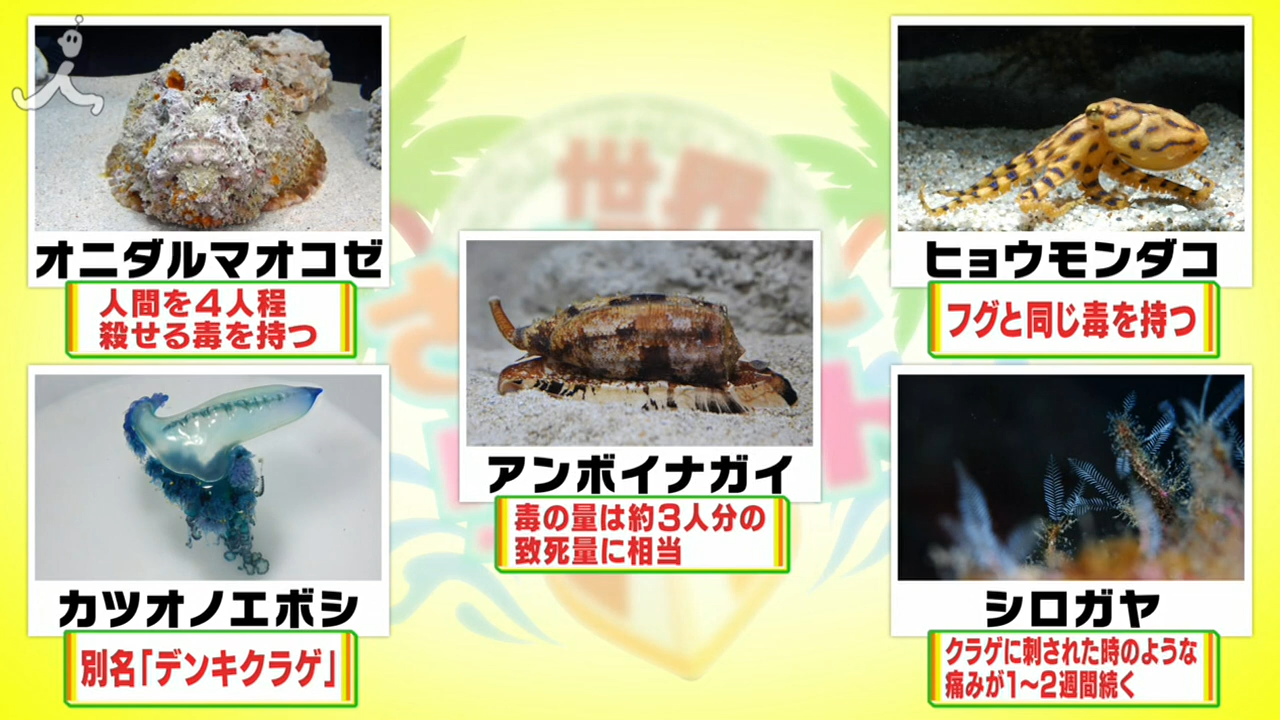 オニダルマオコゼ
人間を4人程
殺せる毒を持つ
ヒョウモンダコ
フグと同じ毒を持つ
世界
アンボイナガイ
毒の量は約3人分の
致死量に相当
カツオノエボシ
別名「デンキクラゲ」
シロガヤ
クラゲに刺された時のような
痛みが1〜2週間続く